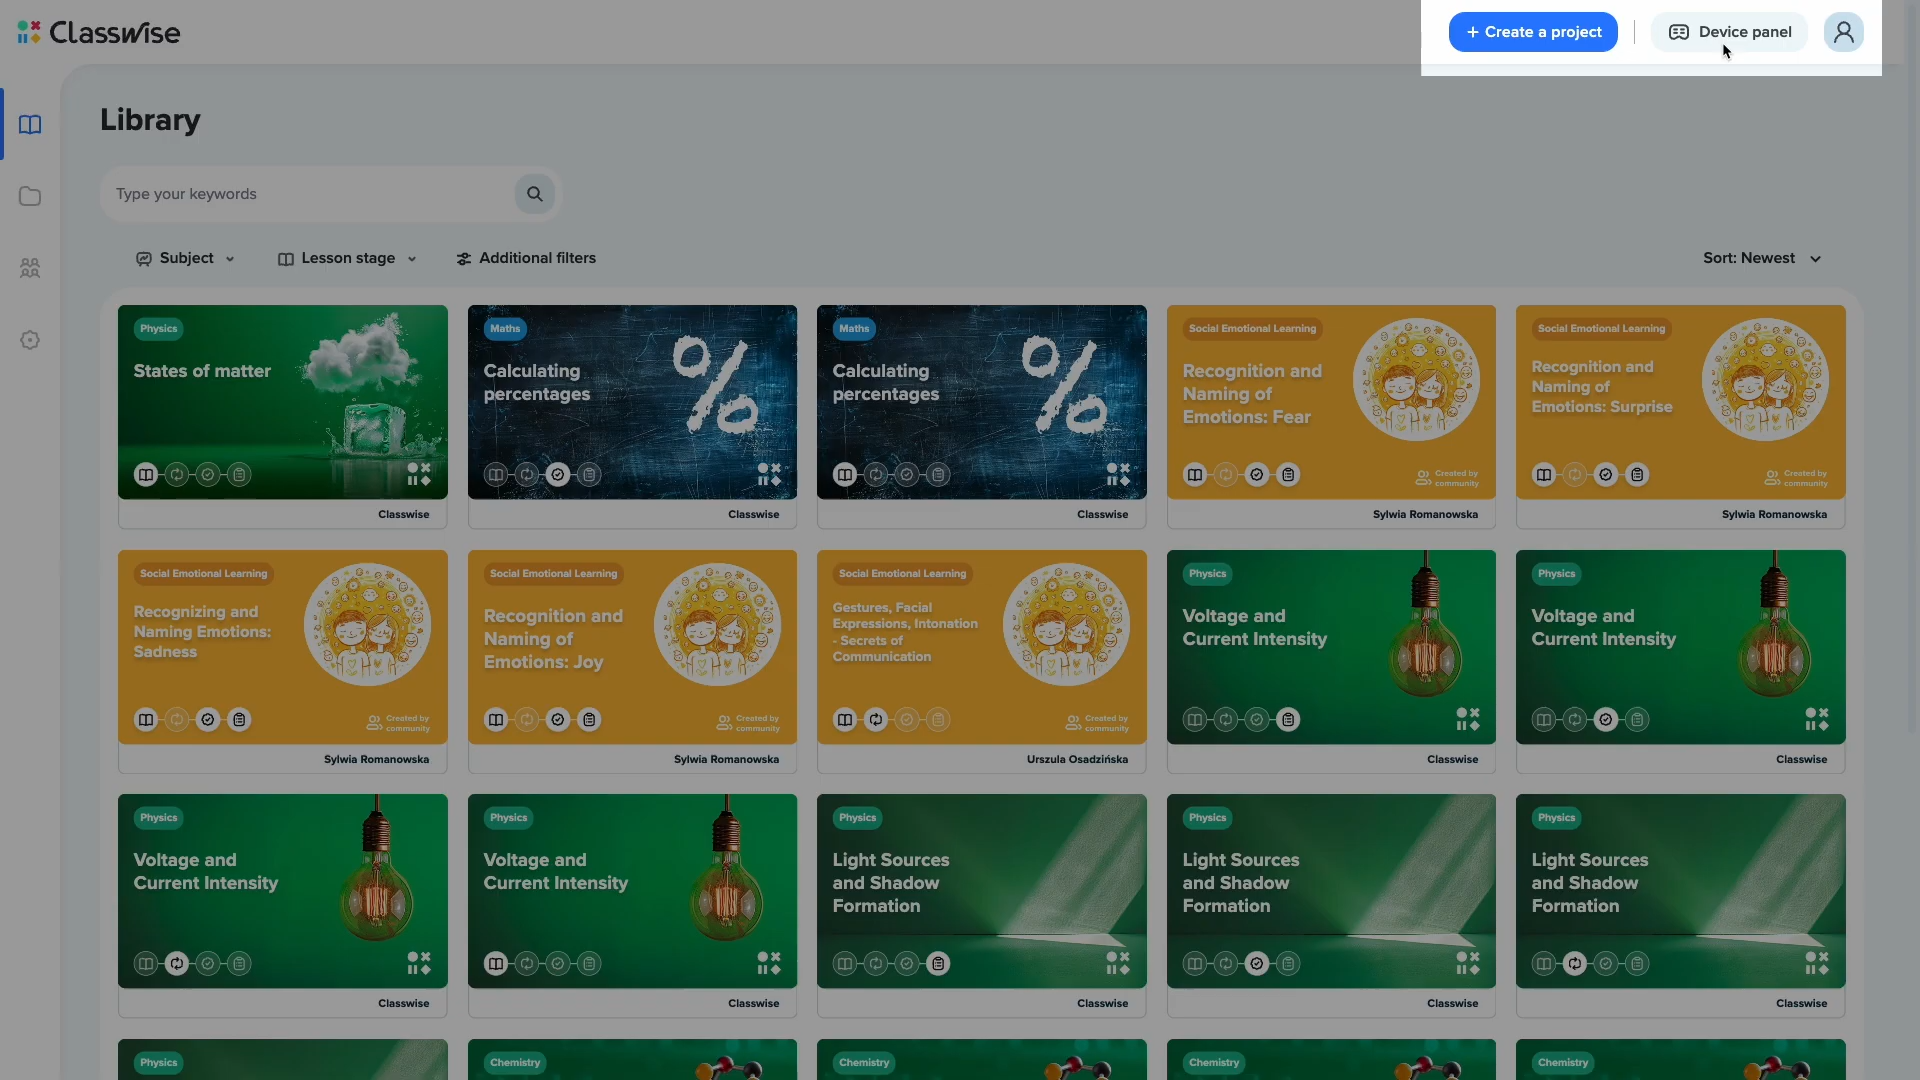 Classwise
+ Create a project
Device panel
Library
Type your keywords
Subject
Lesson stage
Additional filters
Sort: Newest
Physics
States of matter
Classwise
Maths
Calculating
percentages
Classwise
Maths
Calculating
percentages
Classwise
Social Emotional Learning
Recognition and
Naming of
Emotions: Fear
Created by
community
Sylwia Romanowska
Social Emotional Learning
Recognition and
Naming of
Emotions: Surprise
Created by
community
Sylwia Romanowska
Social Emotional Learning
Recognizing and
Naming Emotions:
Sadness
Created by
community
Sylwia Romanowska
Social Emotional Learning
Recognition and
Naming of
Emotions: Joy
Created by
community
Sylwia Romanowska
Social Emotional Learning
Gestures, Facial
Expressions, Intonation
- Secrets of
Communication
Created by
community
Urszula Osadzińska
Physics
Voltage and
Current Intensity
Classwise
Physics
Voltage and
Current Intensity
Classwise
Physics
Voltage and
Current Intensity
Classwise
Physics
Voltage and
Current Intensity
Classwise
Physics
Light Sources
and Shadow
Formation
Classwise
Physics
Light Sources
and Shadow
Formation
Classwise
Physics
Light Sources
and Shadow
Formation
Classwise
Physics
Chemistry
Chemistry
Chemistry
Chemistry